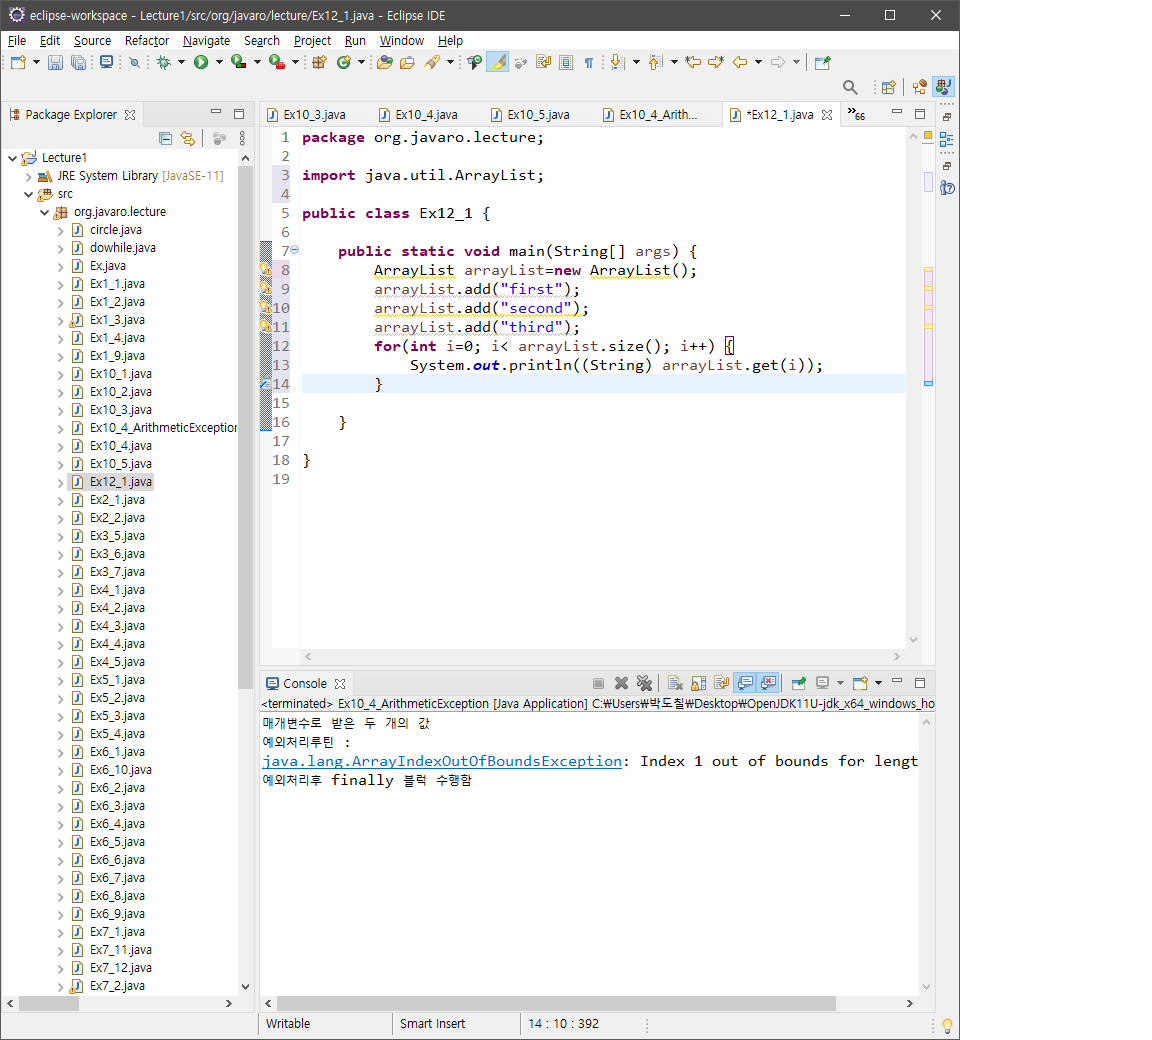 eclipse-workspace - Lecture1/src/org/javaro/lecture/Ex12_1.java - Eclipse IDE
File Edit Source Refactor Navigate Search Project Run Window Help
Package Explorer
Lecture1
JRE System Library [JavaSE-11]
src
org.javaro.lecture
circle.java
dowhile.java
Ex.java
Ex1_1.java
Ex1_2.java
Ex1_3.java
Ex1_4.java
Ex1_9.java
Ex10_1.java
Ex10_2.java
Ex10_3.java
Ex10_4_ArithmeticException
Ex10_4.java
Ex10_5.java
Ex12_1.java
Ex2_1.java
Ex2_2.java
Ex3_5.java
Ex3_6.java
Ex3_7.java
Ex4_1.java
Ex4_2.java
Ex4_3.java
Ex4_4.java
Ex4_5.java
Ex5_1.java
Ex5_2.java
Ex5_3.java
Ex5_4.java
Ex6_1.java
Ex6_10.java
Ex6_2.java
Ex6_3.java
Ex6_4.java
Ex6_5.java
Ex6_6.java
Ex6_7.java
Ex6_8.java
Ex6_9.java
Ex7_1.java
Ex7_11.java
Ex7_12.java
Ex7_2.java
Ex10_3.java Ex10_4.java Ex10_5.java Ex10_4_Arith... *Ex12_1.java »66
1 package org.javaro.lecture;
2
3 import java.util.ArrayList;
4
5 public class Ex12_1 {
6
7 public static void main(String[] args) {
8 ArrayList arrayList=new ArrayList();
9 arrayList.add("first");
10 arrayList.add("second");
11 arrayList.add("third");
12 for(int i=0; i< arrayList.size(); i++) {
13 System.out.println((String) arrayList.get(i));
14 }
15
16 }
17
18 }
19
Console
<terminated> Ex10_4_ArithmeticException [Java Application] C:₩Users₩박도칠₩Desktop₩OpenJDK11U-jdk_x64_windows_ho
매개변수로 받은 두 개의 값
예외처리루틴 :
java.lang.ArrayIndexOutOfBoundsException: Index 1 out of bounds for lengt
예외처리후 finally 블럭 수행함
Writable Smart Insert 14 : 10 : 392